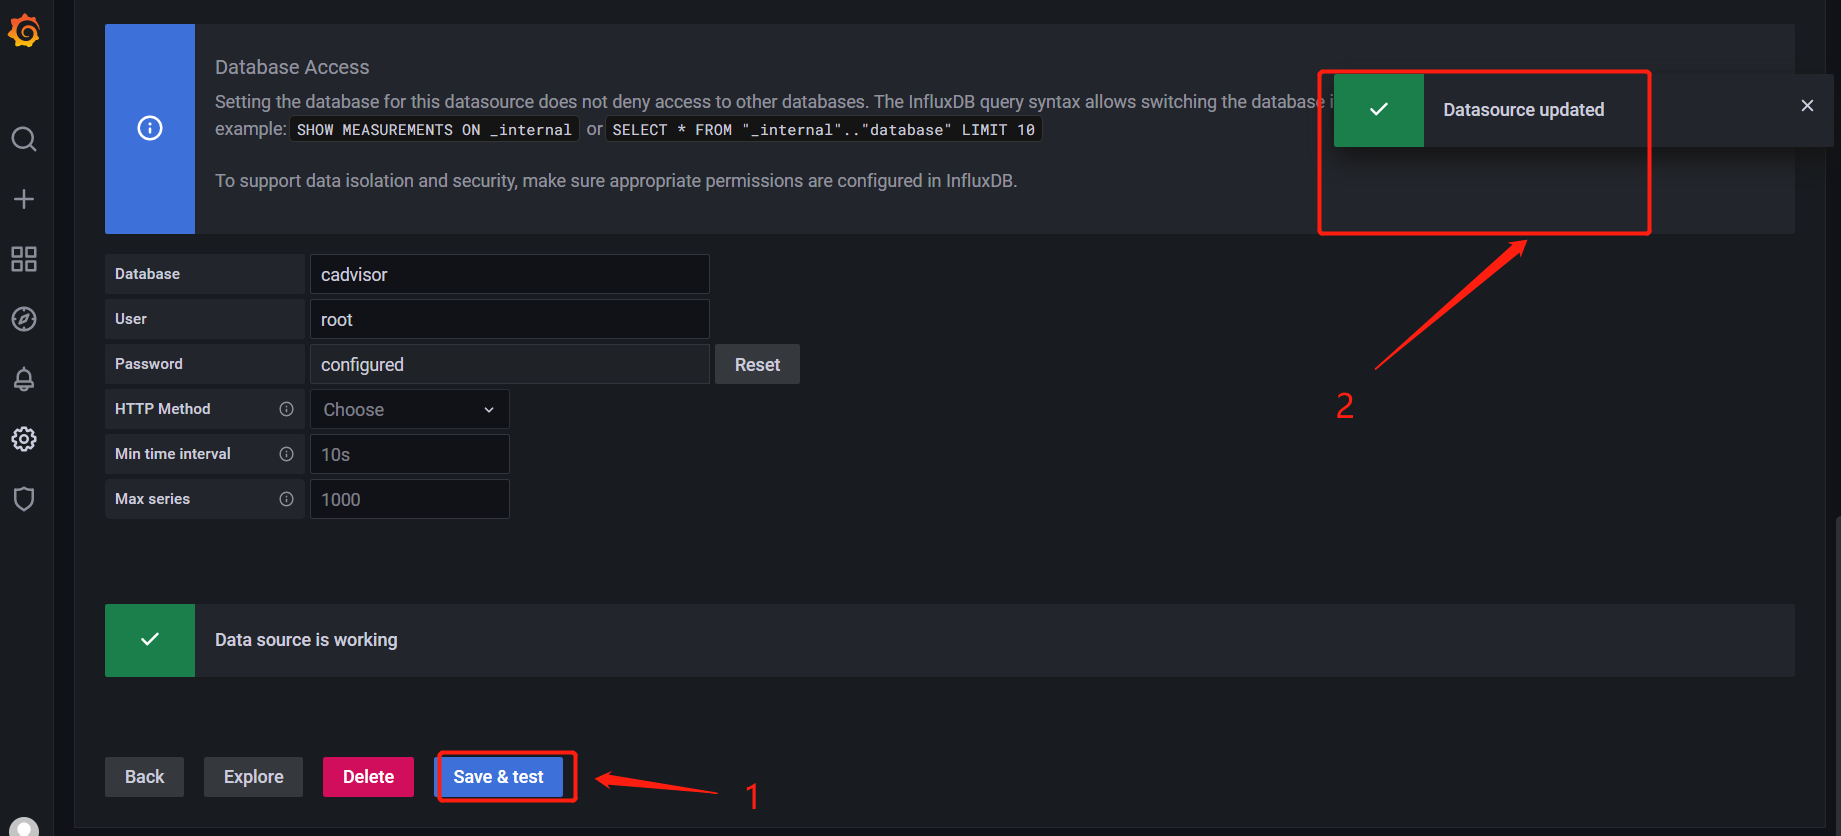 Database Access
Setting the database for this datasource does not deny access to other databases. The InfluxDB query syntax allows switching the database i
example: SHOW MEASUREMENTS ON _internal or SELECT * FROM "_internal".."database" LIMIT 10
To support data isolation and security, make sure appropriate permissions are configured in InfluxDB.
Datasource updated
2
Database cadvisor
User root
Password configured Reset
HTTP Method Choose
Min time interval 10s
Max series 1000
Data source is working
Back Explore Delete Save & test
1